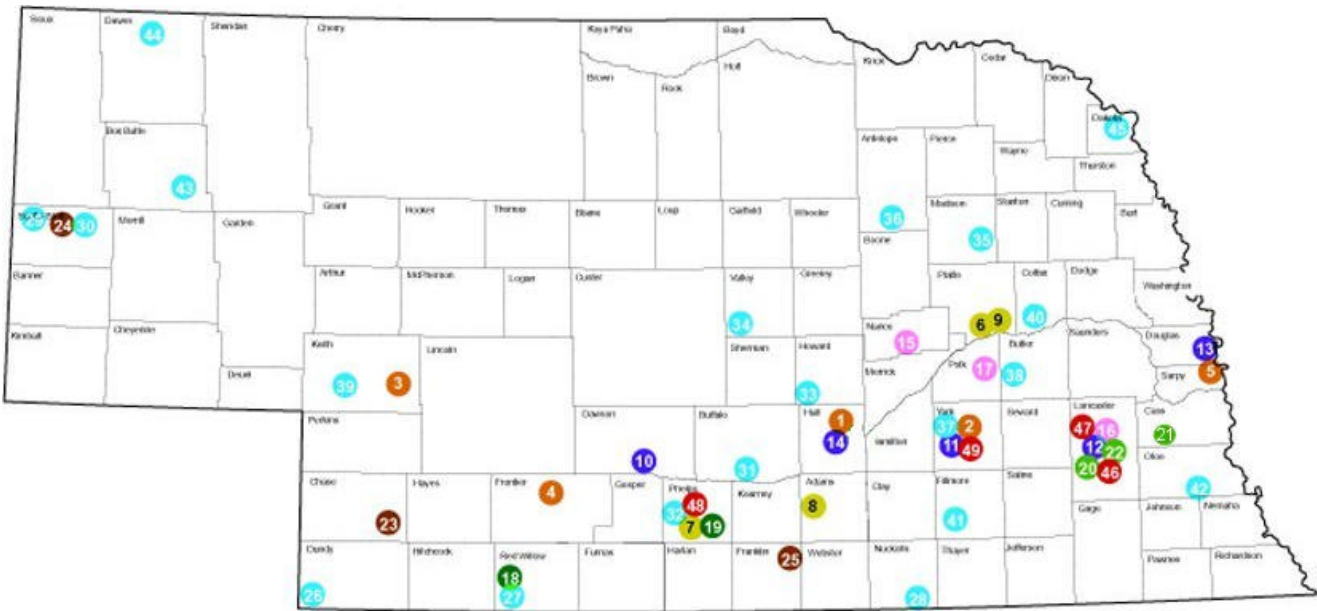 Sioux
Dawes
44
Sheridan
Cherry
Keya Paha
Boyd
Holt
Knox
Cedar
Dixon
Brown
Rock
Dakota
45
Box Butte
43
Antelope
Pierce
Wayne
Thurston
24
30
Morrill
Garden
Grant
Hooker
Thomas
Blaine
Loup
Garfield
Wheeler
36
Madison
35
Stanton
Cuming
Burt
Boone
Banner
Arthur
McPherson
Logan
Custer
Valley
34
Greeley
Platte
6
9
Colfax
40
Dodge
Washington
Kimball
Cheyenne
Deuel
Keith
39
3
Lincoln
Sherman
Howard
33
Nance
15
Merrick
Polk
17
Butler
38
Saunders
Douglas
13
Sarpy
5
Perkins
Dawson
10
Buffalo
31
Hall
1
14
Hamilton
York
37
2
11
49
Seward
Lancaster
47
16
12
22
20
46
Cass
21
Otoe
42
Chase
23
Hayes
Frontier
4
Gosper
Phelps
48
32
7
19
Kearney
Adams
8
Clay
Fillmore
41
Saline
Gage
Johnson
Nemaha
Dundy
26
Hitchcock
Red Willow
18
27
Furnas
Harlan
Franklin
25
Webster
Nuckolls
28
Thayer
Jefferson
Pawnee
Richardson